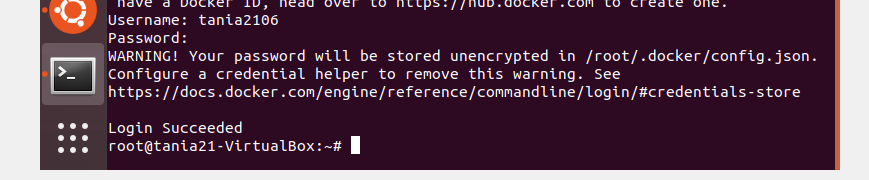 have a Docker ID, head over to https://hub.docker.com to create one.
Username: tania2106
Password:
WARNING! Your password will be stored unencrypted in /root/.docker/config.json.
Configure a credential helper to remove this warning. See
https://docs.docker.com/engine/reference/commandline/login/#credentials-store
Login Succeeded
root@tania21-VirtualBox:~#